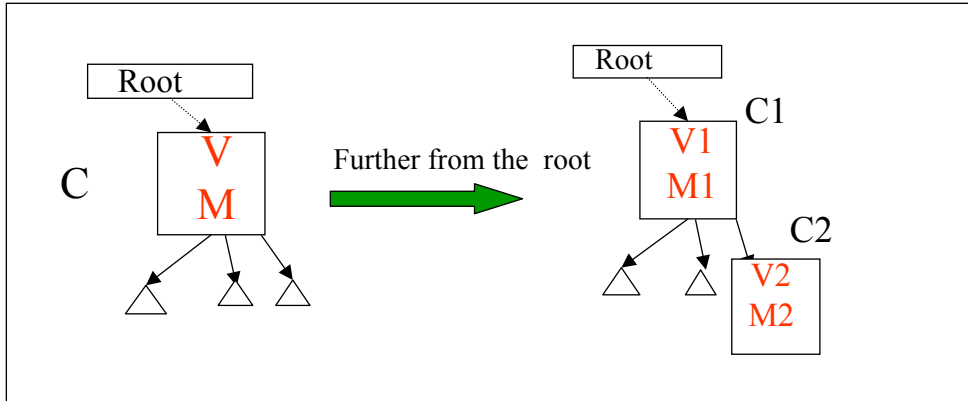 Root
C
V
M
Further from the root
Root
C1
V1
M1
C2
V2
M2